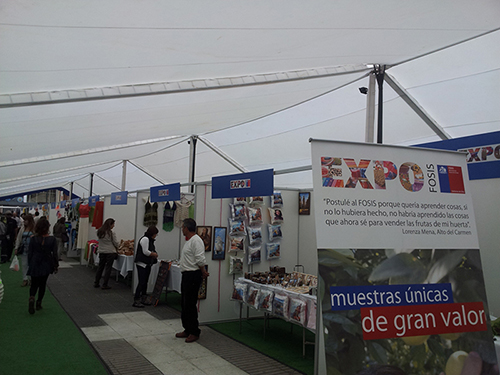 EXPO
EXPO FOSIS
"Postulé al FOSIS porque quería aprender cosas, si
no lo hubiera hecho, no habría aprendido las cosas
que ahora sé para vender las frutas de mi huerta"
Lorenza Mena, Alto del Carmen
muestras únicas
de gran valor